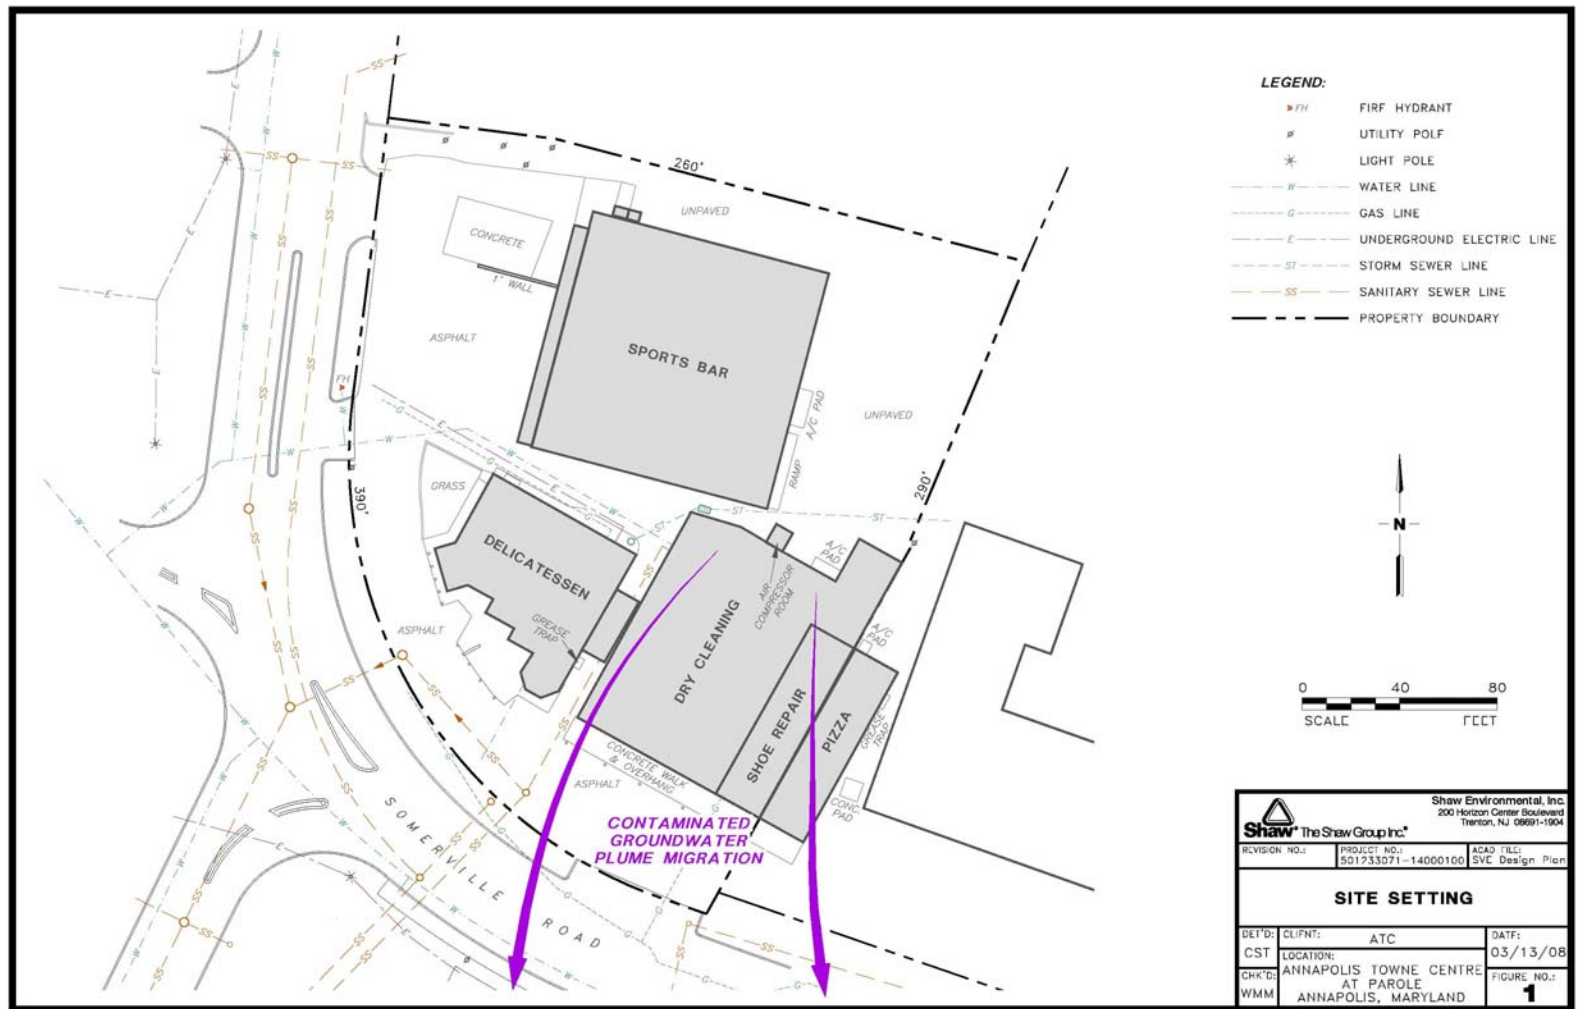 LEGEND:
FH FIRF HYDRANT
UTILITY POLF
LIGHT POLE
W WATER LINE
G GAS LINE
E UNDERGROUND ELECTRIC LINE
ST STORM SEWER LINE
SS SANITARY SEWER LINE
PROPERTY BOUNDARY
260'
UNPAVED
CONCRETE
1' WALL
ASPHALT
SPORTS BAR
FH
A/C PAD
UNPAVED
RAMP
290'
390'
GRASS
DELICATESSEN
GREASE
TRAP
ASPHALT
A/C
PAD
AIR
COMPRESSOR
ROOM
DRY CLEANING
A/C
PAD
SHOE REPAIR
PIZZA
GREASE
TRAP
CONC.
PAD
CONCRETE WALK
& OVERHANG
ASPHALT
CONTAMINATED
GROUNDWATER
PLUME MIGRATION
SOMERVILLE ROAD
N
0 40 80
SCALE FEET
Shaw Environmental, Inc.
200 Horizon Center Boulevard
Trenton, NJ 08691-1904
Shaw The Shaw Group Inc.
REVISION NO.:
PROJECT NO.:
501233071-14000100
ACAD FILE:
SVE Design Plan
SITE SETTING
DET'D:
CST
CLIFNT:
ATC
DATF:
03/13/08
CHK'D:
WMM
LOCATION:
ANNAPOLIS TOWNE CENTRE
AT PAROLE
ANNAPOLIS, MARYLAND
FIGURE NO.:
1